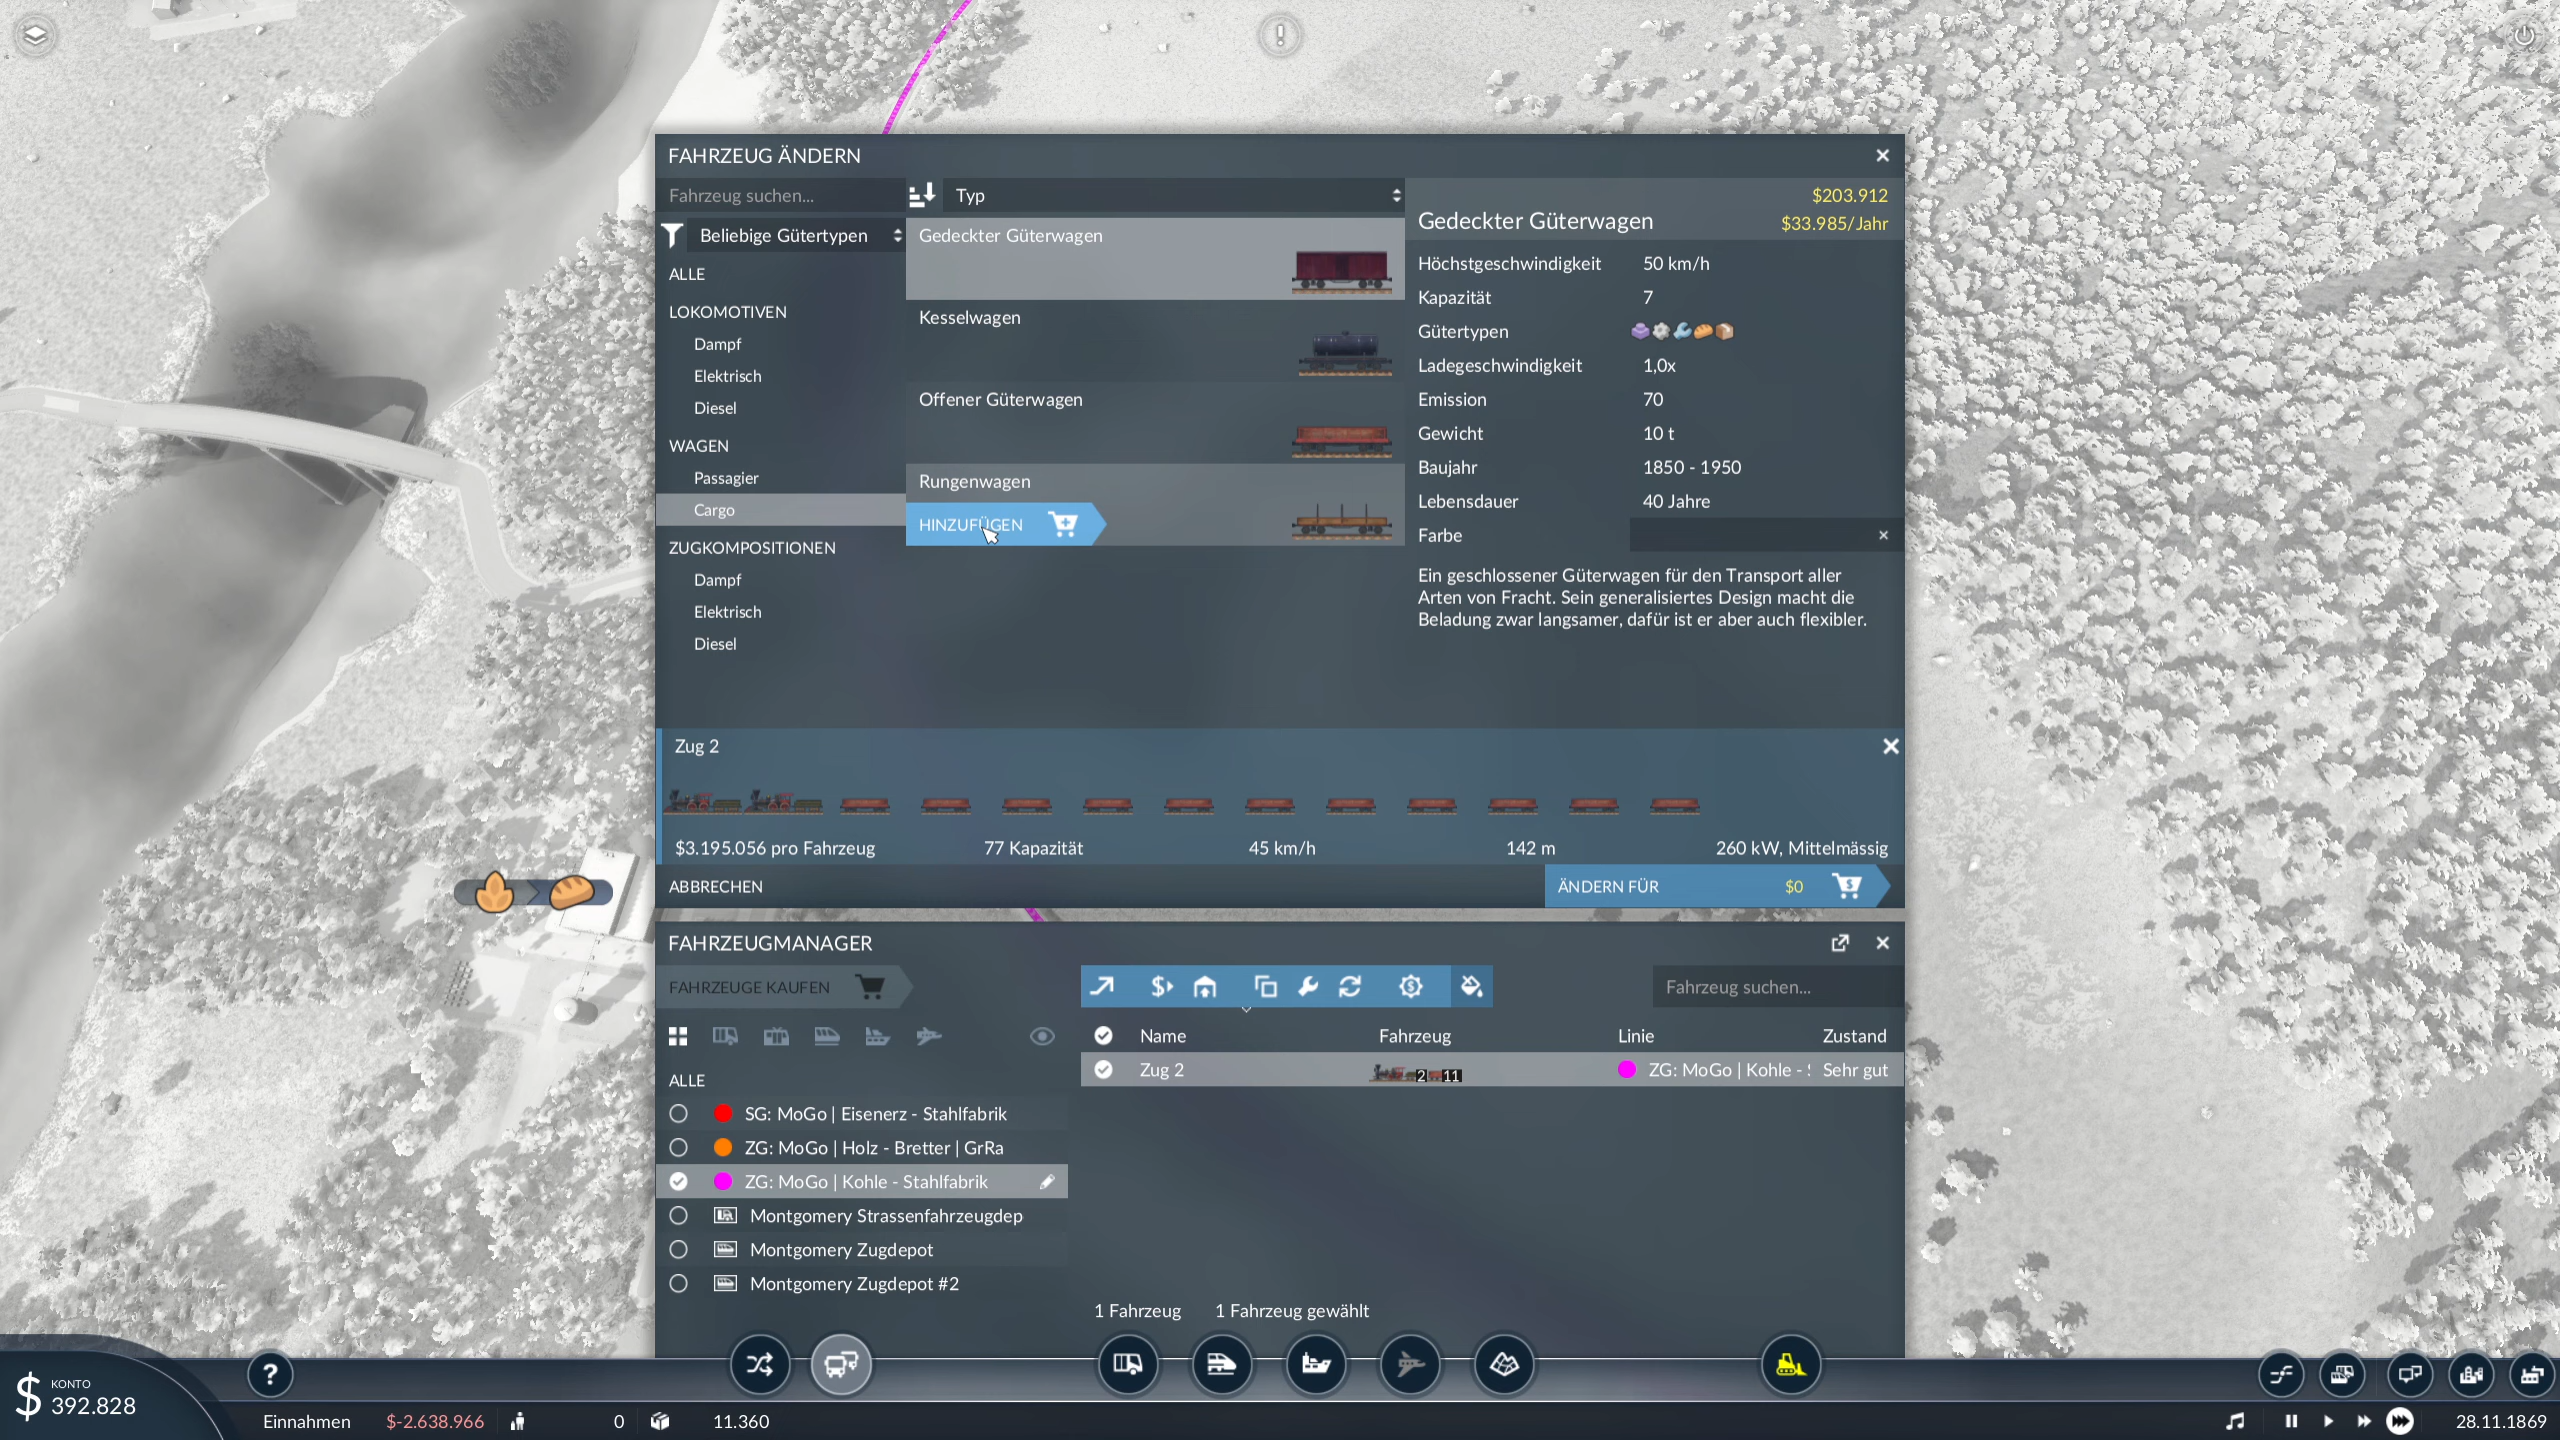 FAHRZEUG ÄNDERN
Fahrzeug suchen...
Typ
Beliebige Gütertypen
ALLE
LOKOMOTIVEN
Dampf
Elektrisch
Diesel
WAGEN
Passagier
Cargo
ZUGKOMPOSITIONEN
Dampf
Elektrisch
Diesel
Gedeckter Güterwagen
Kesselwagen
Offener Güterwagen
Rungenwagen
HINZUFÜGEN
$203.912
Gedeckter Güterwagen
$33.985/Jahr
Höchstgeschwindigkeit 50 km/h
Kapazität 7
Gütertypen
Ladegeschwindigkeit 1,0x
Emission 70
Gewicht 10 t
Baujahr 1850 - 1950
Lebensdauer 40 Jahre
Farbe
Ein geschlossener Güterwagen für den Transport aller
Arten von Fracht. Sein generalisiertes Design macht die
Beladung zwar langsamer, dafür ist er aber auch flexibler.
Zug 2
$3.195.056 pro Fahrzeug 77 Kapazität 45 km/h 142 m 260 kW, Mittelmässig
ABBRECHEN
ÄNDERN FÜR $0
FAHRZEUGMANAGER
FAHRZEUGE KAUFEN
Fahrzeug suchen...
ALLE
SG: MoGo | Eisenerz - Stahlfabrik
ZG: MoGo | Holz - Bretter | GrRa
ZG: MoGo | Kohle - Stahlfabrik
Montgomery Strassenfahrzeugdep
Montgomery Zugdepot
Montgomery Zugdepot #2
Name Fahrzeug Linie Zustand
Zug 2 2 11 ZG: MoGo | Kohle - Sehr gut
1 Fahrzeug 1 Fahrzeug gewählt
KONTO
$ 392.828
Einnahmen $-2.638.966 0 11.360
28.11.1869